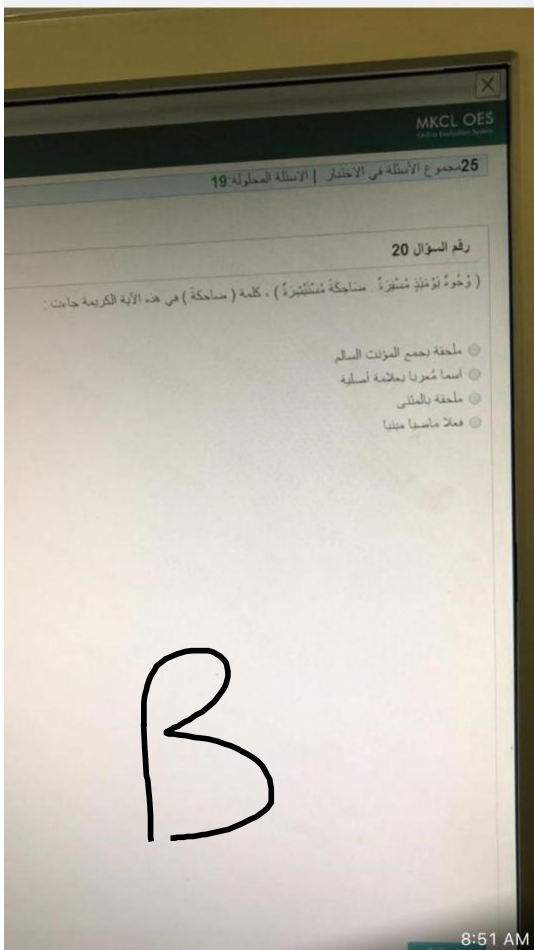 MKCL OES
Online Evaluation System
25مجموع الأسئلة في الاختبار | الاسئلة المحلولة:19
رقم السؤال 20
( وُجُوهٌ يَوْمَئِذٍ مُسْفِرَةٌ . ضَاحِكَةٌ مُسْتَبْشِرَةٌ ) ، كلمة ( ضاحكةٌ ) في هذه الآية الكريمة جاءت :
ملحقة بجمع المؤنث السالم
اسما مُعربا بعلامة أصلية
ملحقة بالمثنى
فعلا ماضيا مبنيا
B
8:51 AM